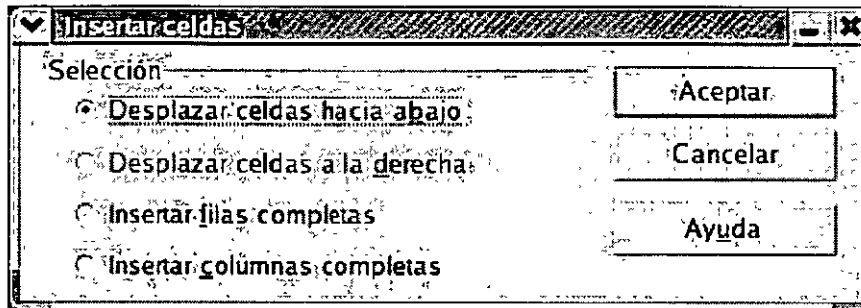 Insertar celdas
Selección
Desplazar celdas hacia abajo
Desplazar celdas a la derecha
Insertar filas completas
Insertar columnas completas
Aceptar
Cancelar
Ayuda